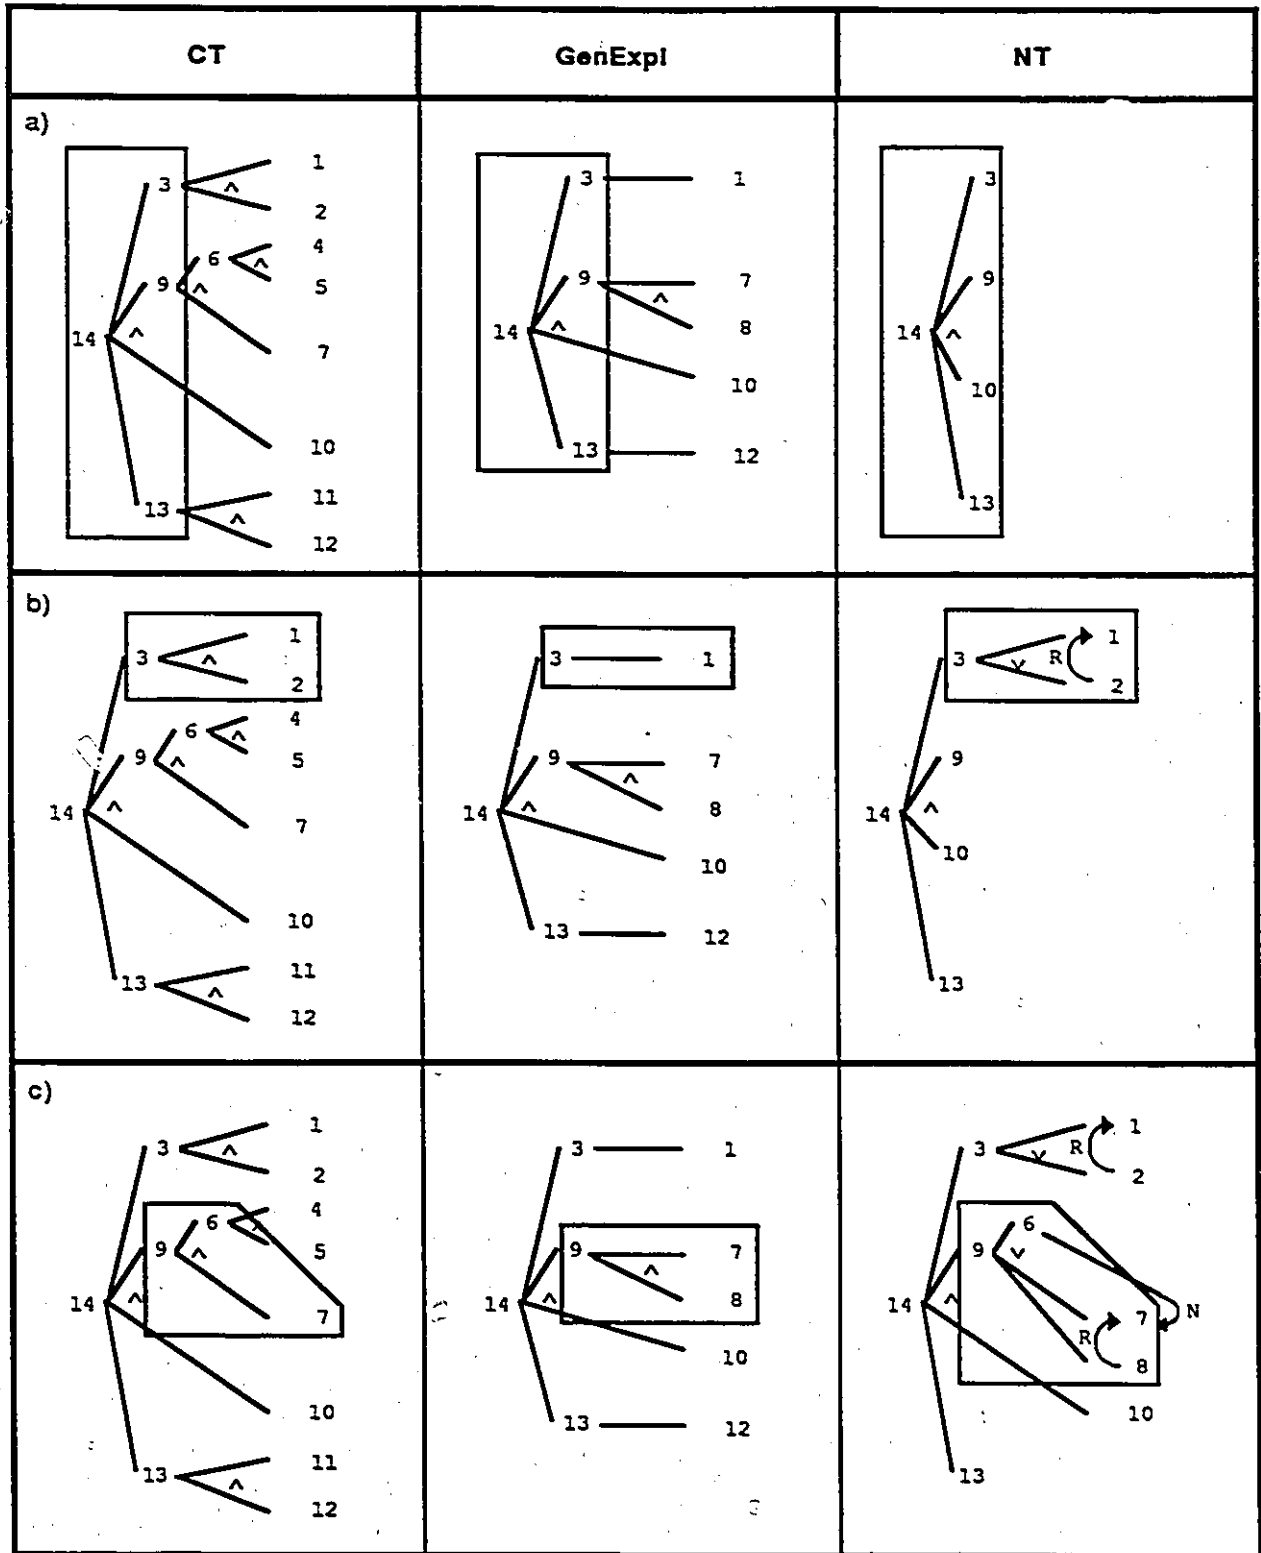 CT GenExpl NT
a)
3 1 3 1 3
^
2
6 4
^
9 5 9 7 9
^ ^
8
14 ^ 14 ^ 14 ^
7 10
10
10 13 12
13 11 13
^
12
b)
3 1 3 1 3 R 1
^ v
2 2
6 4
^
9 5 9 7 9
^ ^
14 ^ 7 14 ^ 8 14 ^
10 10
10 13 12
13 11 13
^
12
c)
3 1 3 1 3 R 1
^ v
2 2
6 4 6
^
9 5 9 7 9 v
^ ^
14 ^ 7 14 ^ 8 14 ^ 7 N
R
10 8
10 13 12 10
13 11 13
^
12